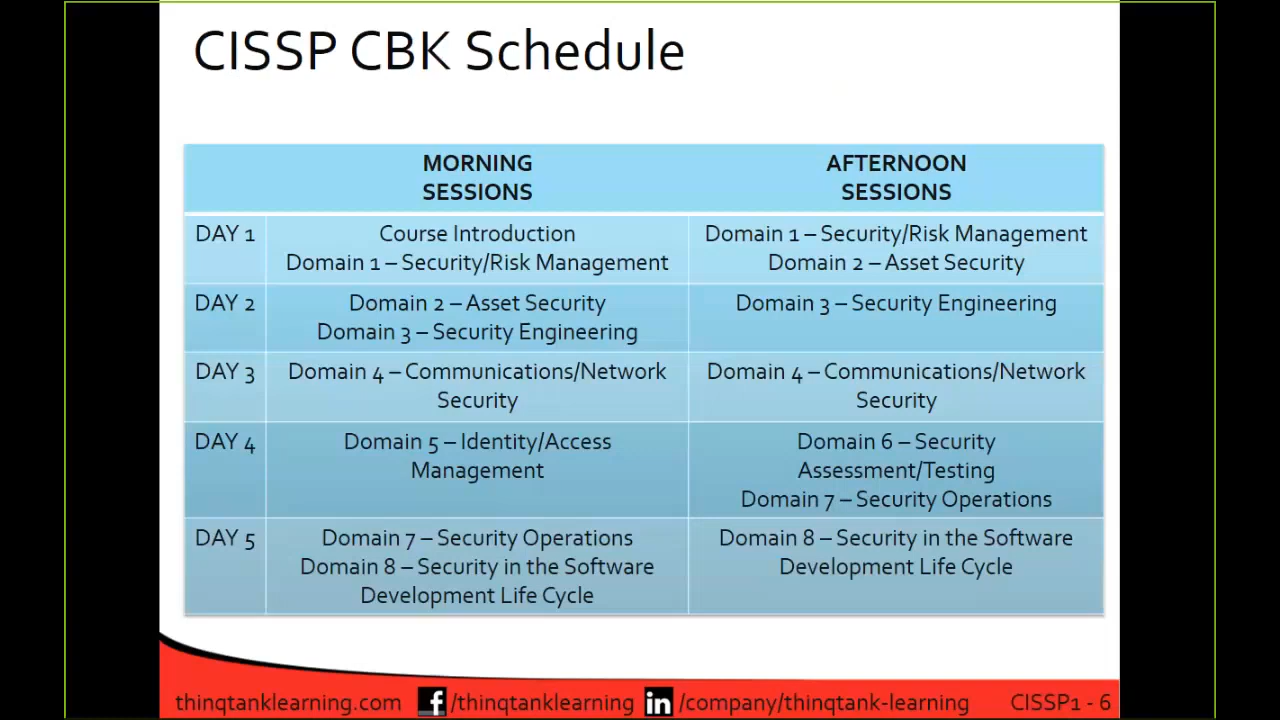 CISSP CBK Schedule
MORNING
SESSIONS
AFTERNOON
SESSIONS
DAY 1
Course Introduction
Domain 1 – Security/Risk Management
Domain 1 – Security/Risk Management
Domain 2 – Asset Security
DAY 2
Domain 2 – Asset Security
Domain 3 – Security Engineering
Domain 3 – Security Engineering
DAY 3
Domain 4 – Communications/Network
Security
Domain 4 – Communications/Network
Security
DAY 4
Domain 5 – Identity/Access
Management
Domain 6 – Security
Assessment/Testing
Domain 7 – Security Operations
DAY 5
Domain 7 – Security Operations
Domain 8 – Security in the Software
Development Life Cycle
Domain 8 – Security in the Software
Development Life Cycle
thinqtanklearning.com f /thinqtanklearning in /company/thinqtank-learning CISSP1 - 6